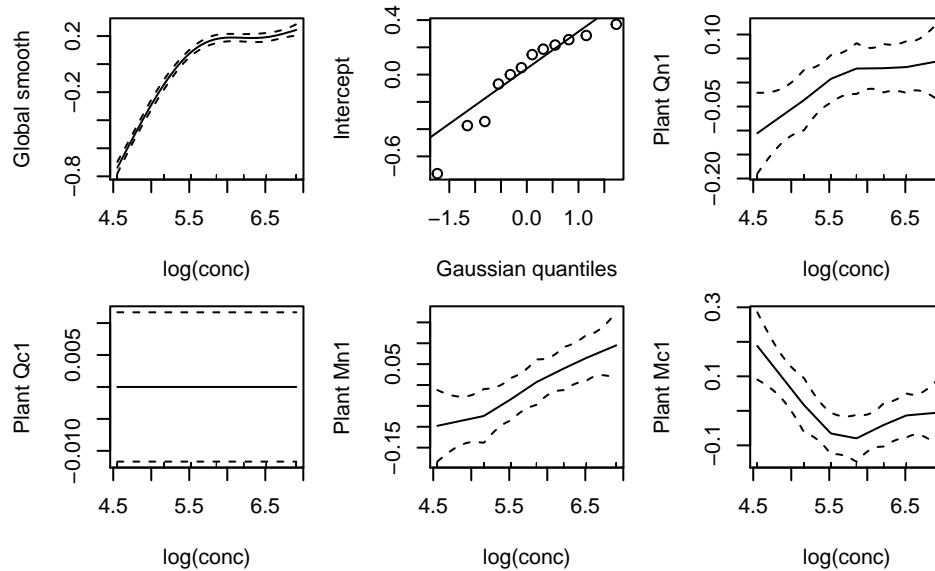 Global smooth
0.2
−0.2
−0.8
4.5 5.5 6.5
log(conc)
Intercept
0.4
0.0
−0.6
−1.5 0.0 1.0
Gaussian quantiles
Plant Qn1
0.10
−0.05
−0.20
4.5 5.5 6.5
log(conc)
Plant Qc1
0.005
−0.010
4.5 5.5 6.5
log(conc)
Plant Mn1
0.05
−0.15
4.5 5.5 6.5
log(conc)
Plant Mc1
0.3
0.1
−0.1
4.5 5.5 6.5
log(conc)